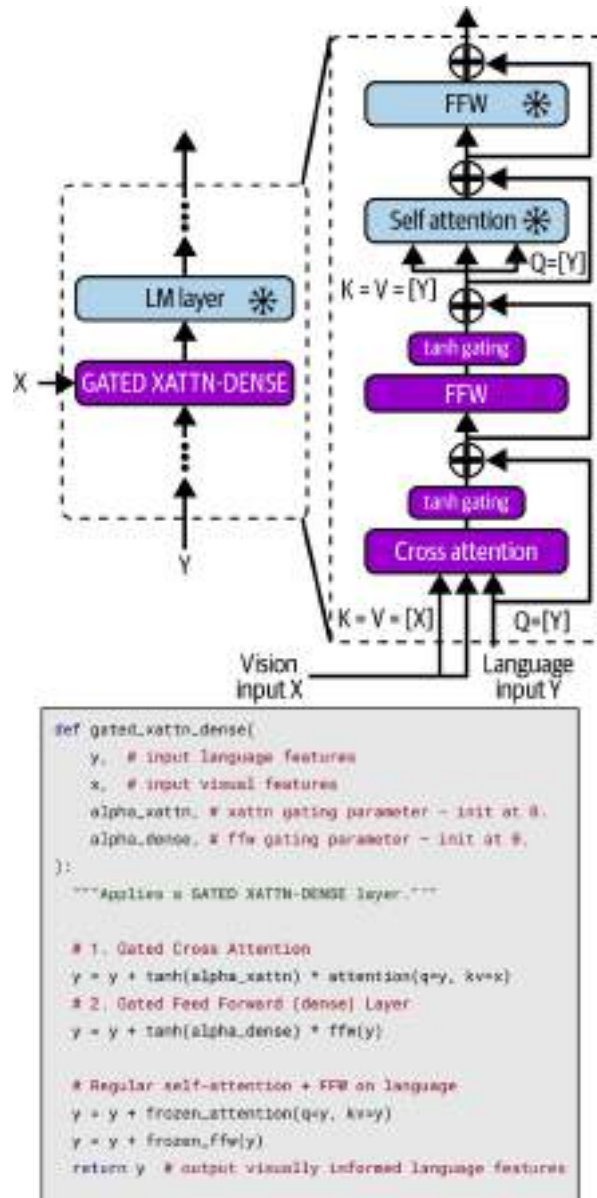 FFW
Self attention
Q=[Y]
K = V = [Y]
tanh gating
FFW
tanh gating
Cross attention
K = V = [X]
Q=[Y]
LM layer
X
GATED XATTN-DENSE
Y
Vision
input X
Language
input Y
def gated_xattn_dense(
y, # input language features
x, # input visual features
alpha_xattn, # xattn gating parameter – init at 0.
alpha_dense, # ffw gating parameter – init at 0.
):
"""Applies a GATED XATTN-DENSE layer."""
# 1. Gated Cross Attention
y = y + tanh(alpha_xattn) * attention(q=y, kv=x)
# 2. Gated Feed Forward (dense) Layer
y = y + tanh(alpha_dense) * ffw(y)
# Regular self-attention + FFW on language
y = y + frozen_attention(q=y, kv=y)
y = y + frozen_ffw(y)
return y # output visually informed language features